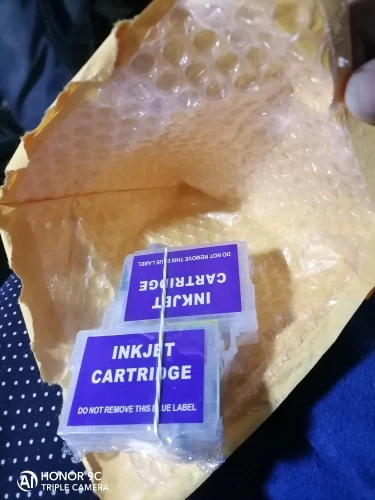 DO NOT REMOVE THIS BLUE LABEL
INKJET
CARTRIDGE
INKJET
CARTRIDGE
DO NOT REMOVE THIS BLUE LABEL
HONOR 9C
AI
TRIPLE CAMERA